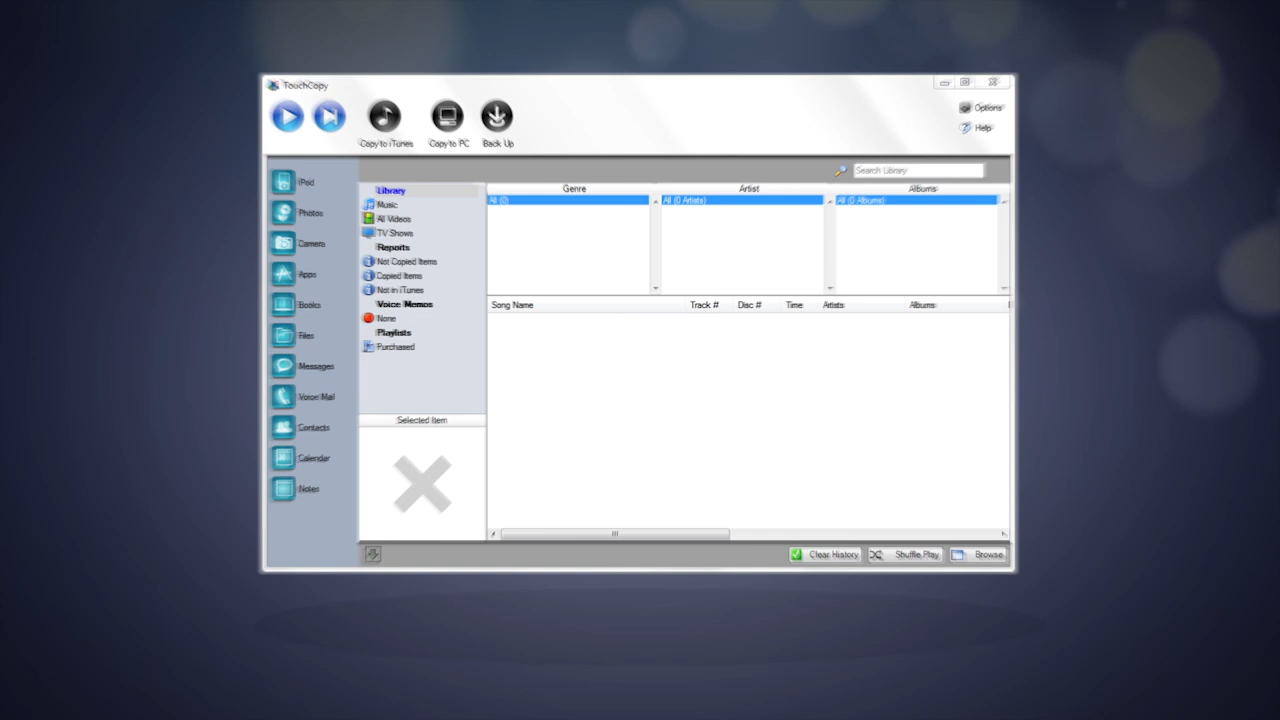 TouchCopy
Copy to iTunes
Copy to PC
Back Up
Options
Help
Search Library
iPod
Photos
Camera
Apps
Books
Files
Messages
Voice Mail
Contacts
Calendar
Notes
Library
Music
All Videos
TV Shows
Reports
Not Copied Items
Copied Items
Not in iTunes
Voice Memos
None
Playlists
Purchased
Selected Item
Genre Artist Albums
All (0) All (0 Artists) All (0 Albums)
Song Name Track # Disc # Time Artists Albums
Clear History Shuffle Play Browse